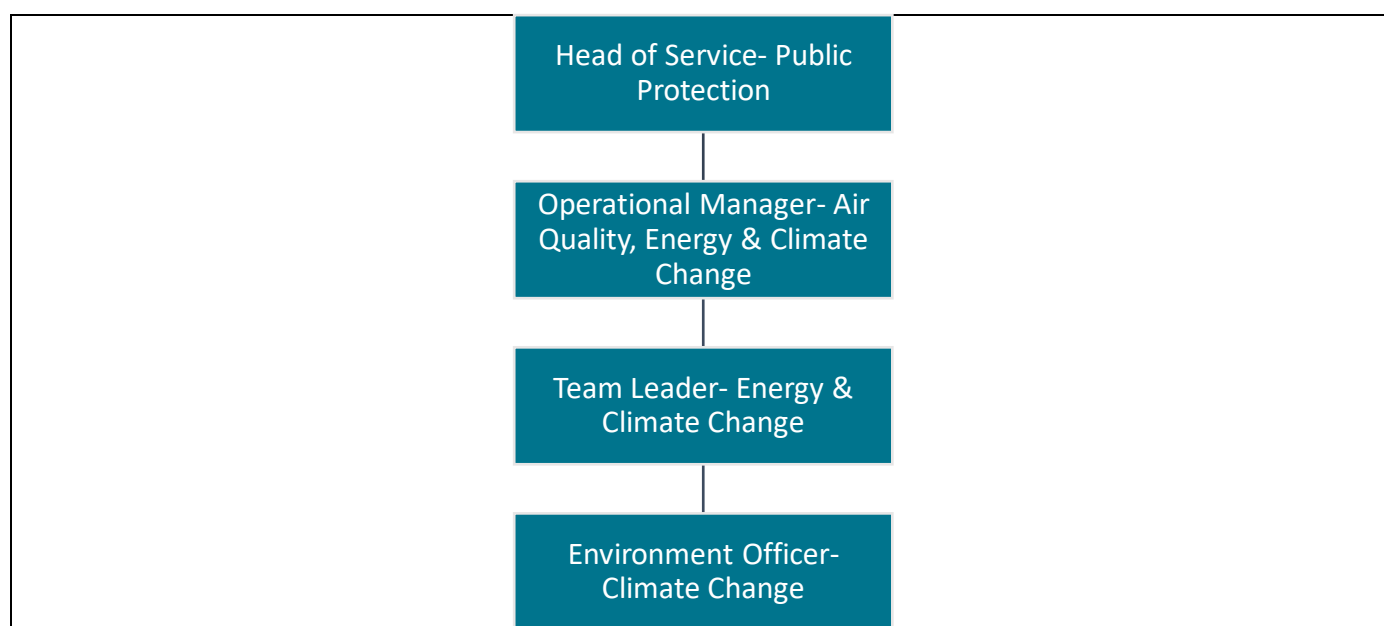 Head of Service- Public
Protection
Operational Manager- Air
Quality, Energy & Climate
Change
Team Leader- Energy &
Climate Change
Environment Officer-
Climate Change